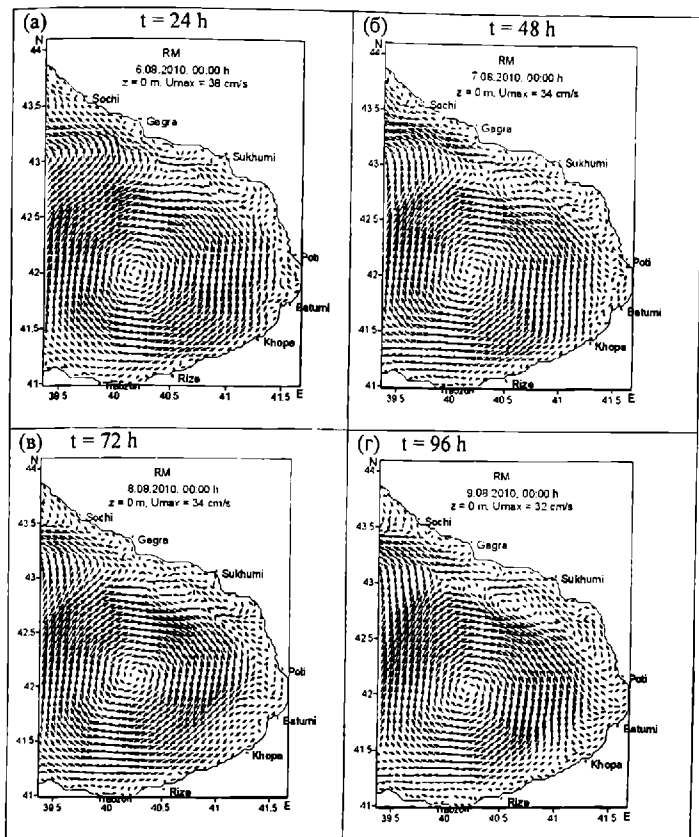 (а) t = 24 h
N
44
RM
6.08.2010, 00:00 h
z = 0 m, Umax = 38 cm/s
Sochi
43.5
Gagra
43
Sukhumi
42.5
42
Poti
Batumi
41.5
Khopa
41
Trabzon
Rize
39.5 40 40.5 41 41.5 E
(б) t = 48 h
N
44
RM
7.08.2010, 00:00 h
z = 0 m, Umax = 34 cm/s
43.5
Sochi
Gagra
43
Sukhumi
42.5
42
Poti
Batumi
41.5
Khopa
41
Trabzon
Rize
39.5 40 40.5 41 41.5 E
(в) t = 72 h
N
44
RM
8.08.2010, 00:00 h
z = 0 m, Umax = 34 cm/s
43.5
Sochi
Gagra
43
Sukhumi
42.5
42
Poti
Batumi
41.5
Khopa
41
Trabzon
Rize
39.5 40 40.5 41 41.5 E
(г) t = 96 h
N
44
RM
9.08.2010, 00:00 h
z = 0 m, Umax = 32 cm/s
43.5
Sochi
Gagra
43
Sukhumi
42.5
42
Poti
Batumi
41.5
Khopa
41
Trabzon
Rize
39.5 40 40.5 41 41.5 E